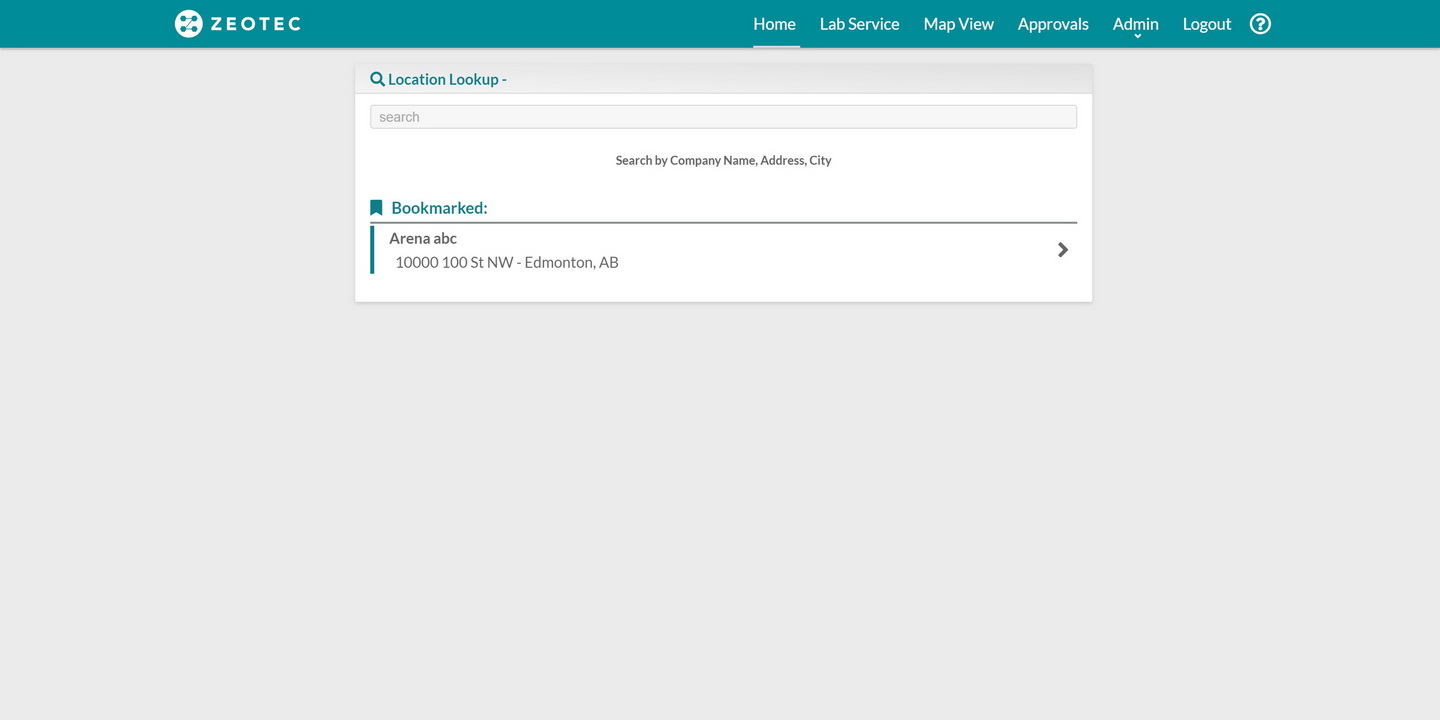 ZEOTEC
Home Lab Service Map View Approvals Admin Logout
Location Lookup -
search
Search by Company Name, Address, City
Bookmarked:
Arena abc
10000 100 St NW - Edmonton, AB